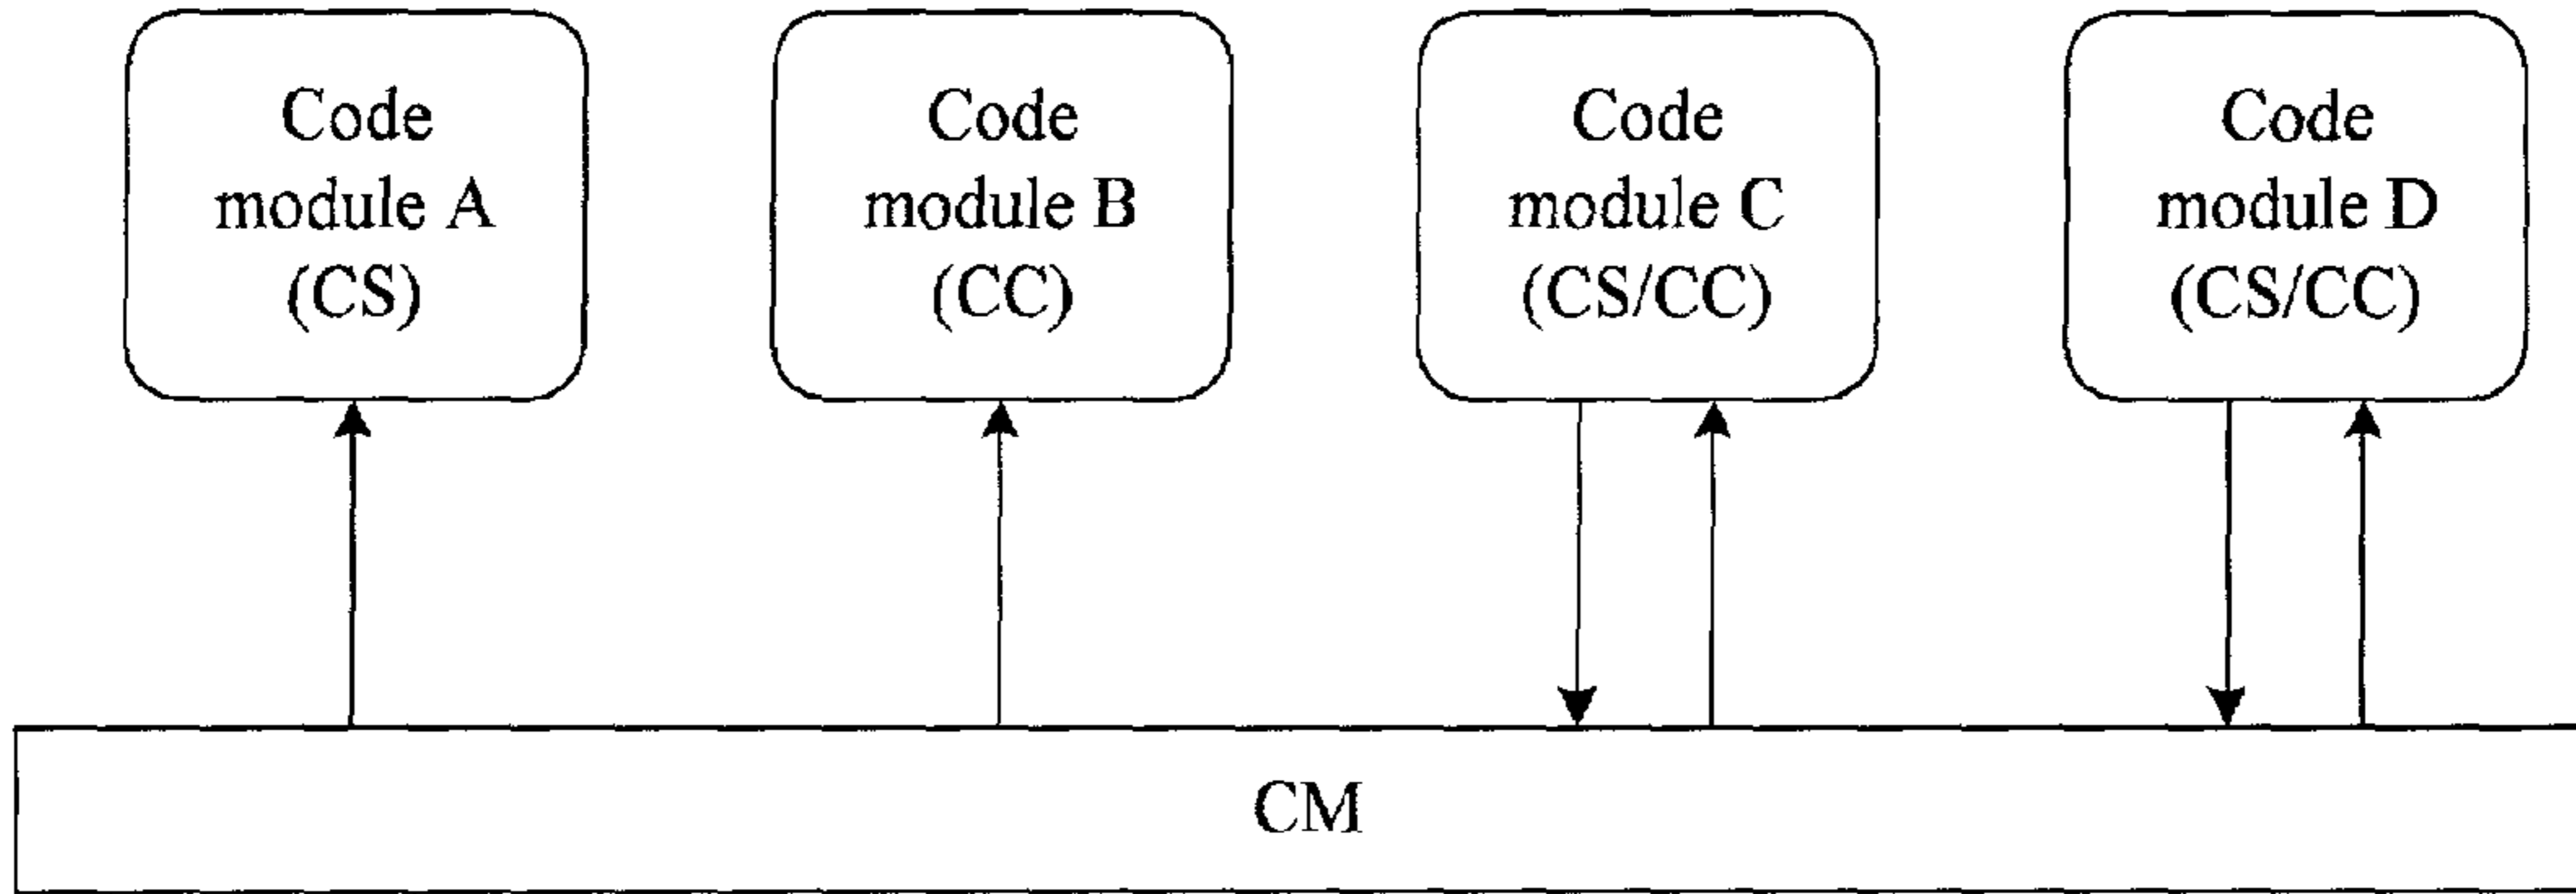 Code
module A
(CS)
Code
module B
(CC)
Code
module C
(CS/CC)
Code
module D
(CS/CC)
CM